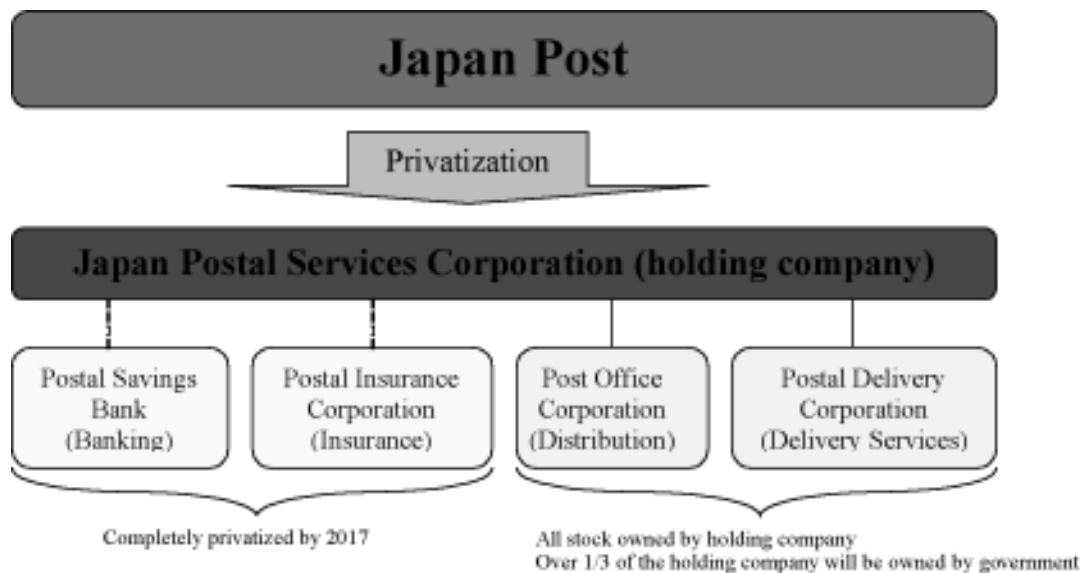 Japan Post
Privatization
Japan Postal Services Corporation (holding company)
Postal Savings
Bank
(Banking)
Postal Insurance
Corporation
(Insurance)
Post Office
Corporation
(Distribution)
Postal Delivery
Corporation
(Delivery Services)
Completely privatized by 2017
All stock owned by holding company
Over 1/3 of the holding company will be owned by government